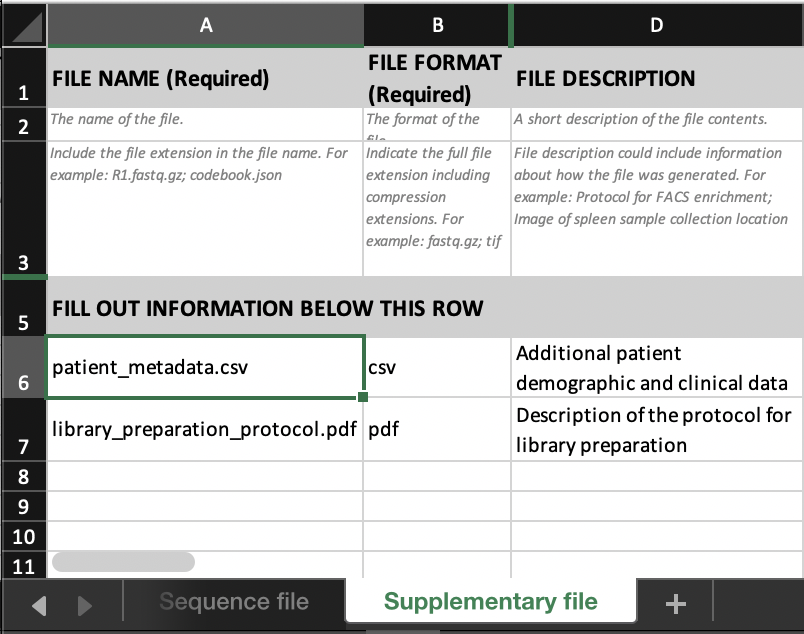 A B D
1 FILE NAME (Required) FILE FORMAT (Required) FILE DESCRIPTION
2 The name of the file. The format of the file. A short description of the file contents.
3 Include the file extension in the file name. For
example: R1.fastq.gz; codebook.json
Indicate the full file
extension including
compression
extensions. For
example: fastq.gz; tif
File description could include information
about how the file was generated. For
example: Protocol for FACS enrichment;
Image of spleen sample collection location
5 FILL OUT INFORMATION BELOW THIS ROW
6 patient_metadata.csv csv Additional patient
demographic and clinical data
7 library_preparation_protocol.pdf pdf Description of the protocol for
library preparation
8
9
10
11
Sequence file Supplementary file +